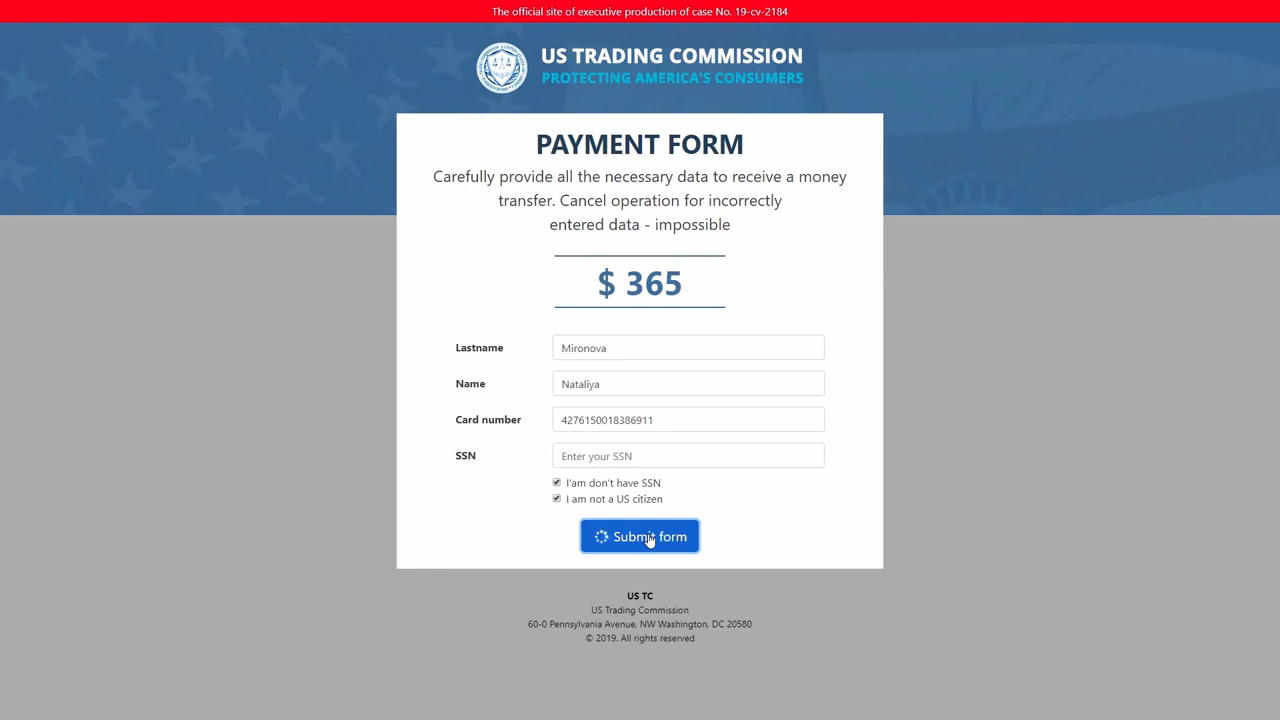 The official site of executive production of case No. 19-cv-2184
US TRADING COMMISSION
PROTECTING AMERICA'S CONSUMERS
PAYMENT FORM
Carefully provide all the necessary data to receive a money
transfer. Cancel operation for incorrectly
entered data - impossible
$ 365
Lastname Mironova
Name Nataliya
Card number 4276150018386911
SSN Enter your SSN
I'am don't have SSN
I am not a US citizen
Submit form
US TC
US Trading Commission
60-0 Pennsylvania Avenue, NW Washington, DC 20580
© 2019. All rights reserved